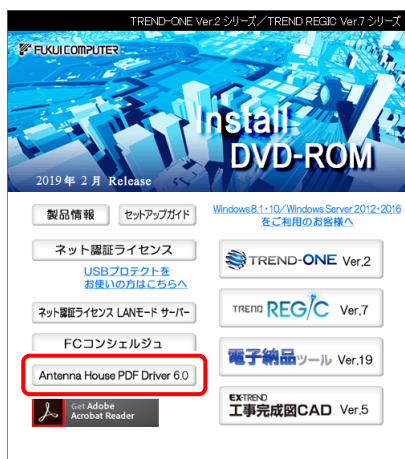 TREND-ONE Ver.2 シリーズ／TREND REGIC Ver.7 シリーズ
FUKUI COMPUTER
Install
DVD-ROM
2019年 2月 Release
製品情報
セットアップガイド
Windows8.1・10／Windows Server 2012・2016
をご利用のお客様へ
ネット認証ライセンス
USBプロテクトを
お使いの方はこちらへ
TREND-ONE Ver.2
ネット認証ライセンス LANモード サーバー
TREND REGIC Ver.7
FCコンシェルジュ
電子納品ツール Ver.19
Antenna House PDF Driver 6.0
EX-TREND
工事完成図CAD Ver.5
Get Adobe
Acrobat Reader